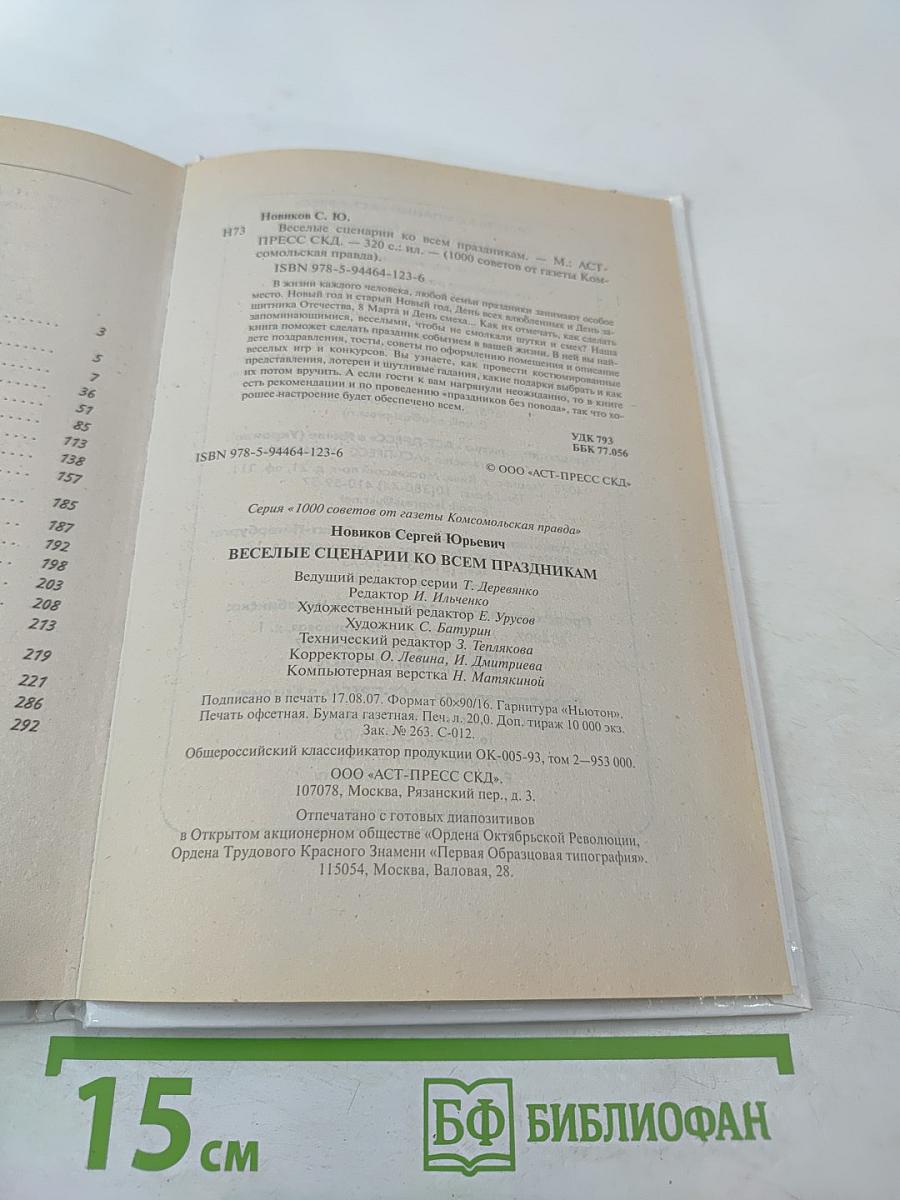 3
5
7
36
51
85
113
138
157
185
187
192
198
203
208
213
219
221
286
292
Новиков С. Ю.
Н73 Веселые сценарии ко всем праздникам. — М.: АСТ-
ПРЕСС СКД. — 320 с.: ил. — (1000 советов от газеты Ком-
сомольская правда).
ISBN 978-5-94464-123-6
В жизни каждого человека, любой семьи праздники занимают особое
место. Новый год и старый Новый год, День всех влюбленных и День за-
щитника Отечества, 8 Марта и День смеха... Как их отмечать, как сделать
запоминающимися, веселыми, чтобы не смолкали шутки и смех? Наша
книга поможет сделать праздник событием в вашей жизни. В ней вы най-
дете поздравления, тосты, советы по оформлению помещения и описание
веселых игр и конкурсов. Вы узнаете, как провести костюмированные
представления, лотереи и шутливые гадания, какие подарки выбрать и как
их потом вручить. А если гости к вам нагрянули неожиданно, то в книге
есть рекомендации и по проведению «праздников без повода», так что хо-
рошее настроение будет обеспечено всем.
УДК 793
ББК 77.056
ISBN 978-5-94464-123-6
© ООО «АСТ-ПРЕСС СКД»
Серия «1000 советов от газеты Комсомольская правда»
Новиков Сергей Юрьевич
ВЕСЕЛЫЕ СЦЕНАРИИ КО ВСЕМ ПРАЗДНИКАМ
Ведущий редактор серии Т. Деревянко
Редактор И. Ильченко
Художественный редактор Е. Урусов
Художник С. Батурин
Технический редактор З. Теплякова
Корректоры О. Левина, И. Дмитриева
Компьютерная верстка Н. Матякиной
Подписано в печать 17.08.07. Формат 60×90/16. Гарнитура «Ньютон».
Печать офсетная. Бумага газетная. Печ. л. 20,0. Доп. тираж 10 000 экз.
Зак. № 263. С-012.
Общероссийский классификатор продукции ОК-005-93, том 2—953 000.
ООО «АСТ-ПРЕСС СКД».
107078, Москва, Рязанский пер., д. 3.
Отпечатано с готовых диапозитивов
в Открытом акционерном обществе «Ордена Октябрьской Революции,
Ордена Трудового Красного Знамени «Первая Образцовая типография».
115054, Москва, Валовая, 28.
15 см
БФ БИБЛИОФАН